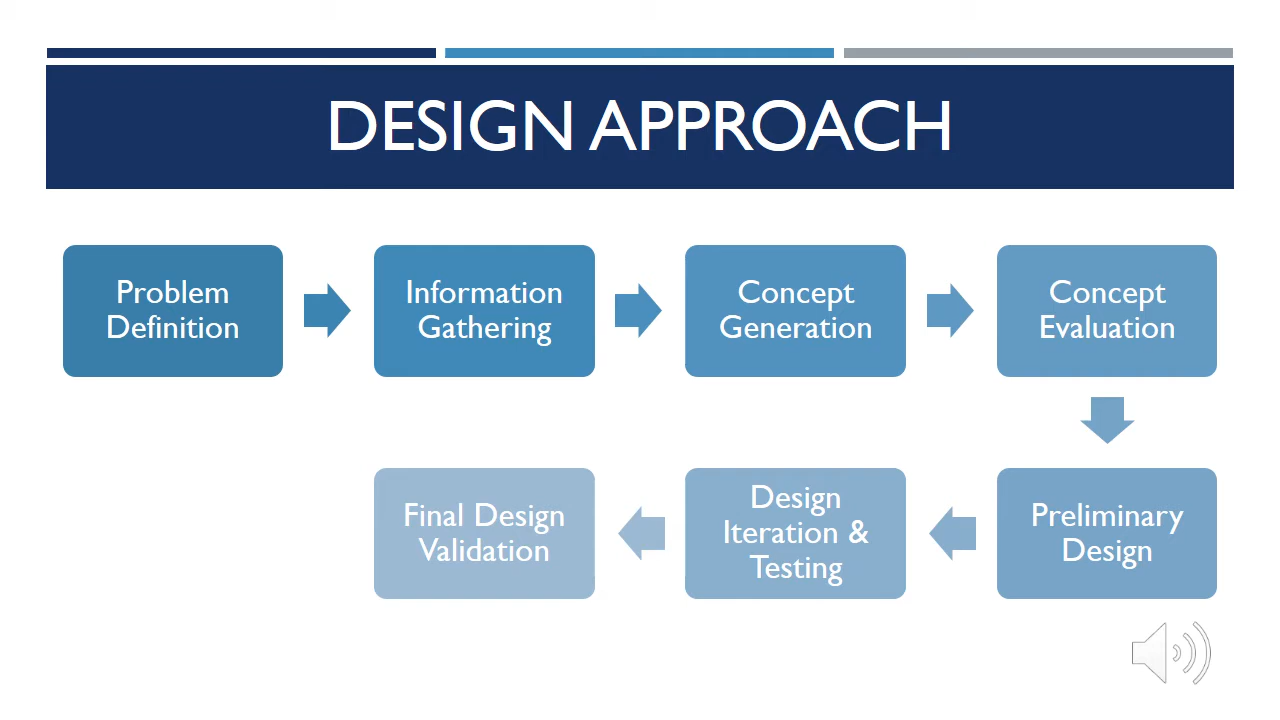 DESIGN APPROACH
Problem
Definition
Information
Gathering
Concept
Generation
Concept
Evaluation
Preliminary
Design
Design
Iteration &
Testing
Final Design
Validation